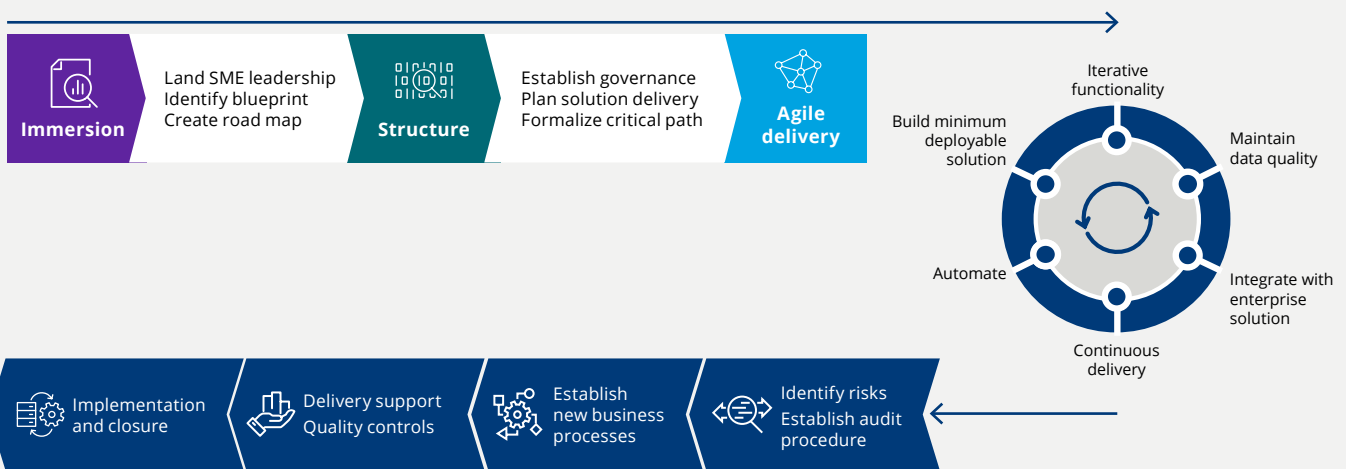 Immersion
Land SME leadership
Identify blueprint
Create road map
Structure
Establish governance
Plan solution delivery
Formalize critical path
Agile
delivery
Iterative
functionality
Maintain
data quality
Integrate with
enterprise
solution
Continuous
delivery
Automate
Build minimum
deployable
solution
Identify risks
Establish audit
procedure
Establish
new business
processes
Delivery support
Quality controls
Implementation
and closure